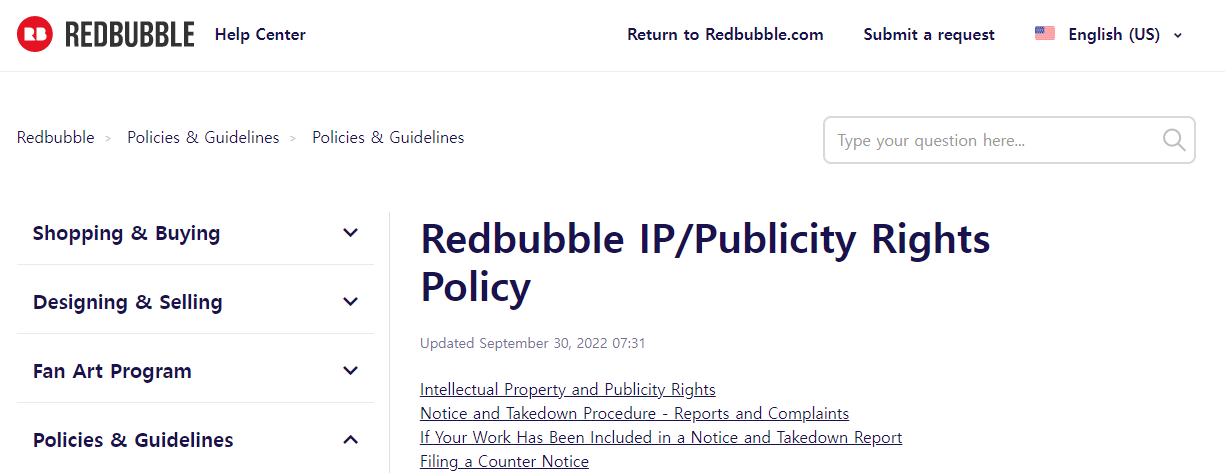 RB REDBUBBLE Help Center Return to Redbubble.com Submit a request English (US)
Redbubble > Policies & Guidelines > Policies & Guidelines
Type your question here...
Shopping & Buying
Designing & Selling
Fan Art Program
Policies & Guidelines
Redbubble IP/Publicity Rights
Policy
Updated September 30, 2022 07:31
Intellectual Property and Publicity Rights
Notice and Takedown Procedure - Reports and Complaints
If Your Work Has Been Included in a Notice and Takedown Report
Filing a Counter Notice